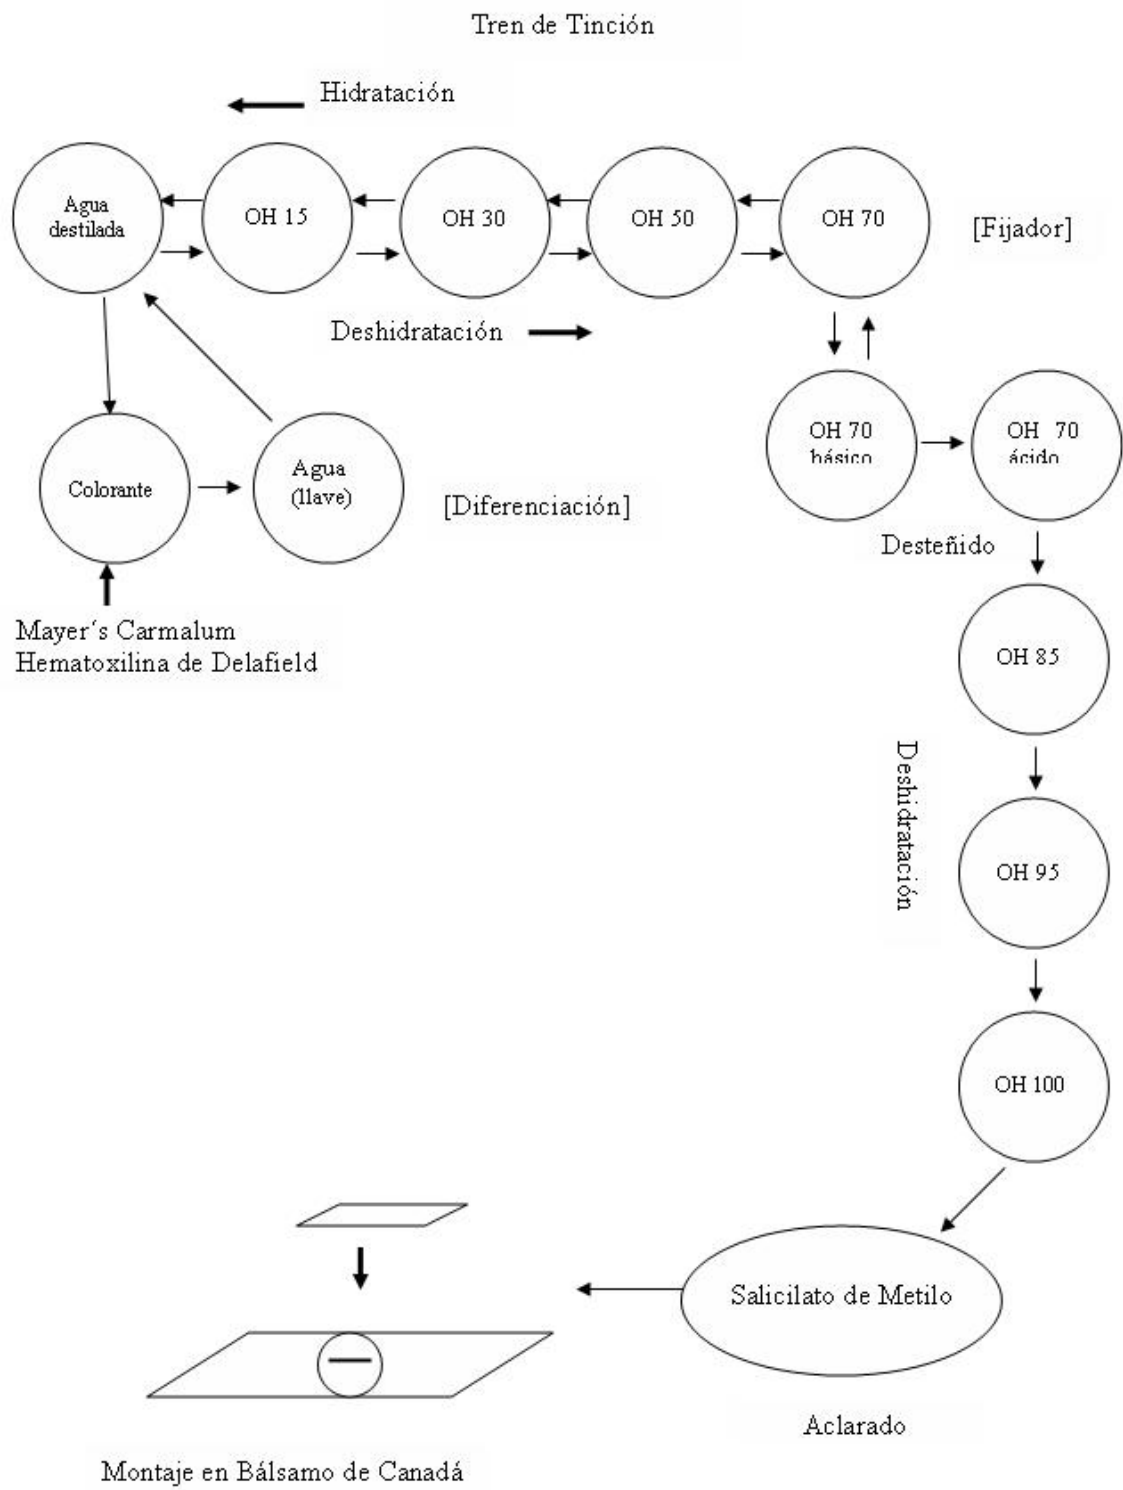 Tren de Tinción
Hidratación
Agua
destilada
OH 15
OH 30
OH 50
OH 70
[Fijador]
Deshidratación
Colorante
Agua
(llave)
[Diferenciación]
OH 70
básico
OH 70
ácido
Desteñido
Mayer´s Carmalum
Hematoxilina de Delafield
OH 85
Deshidratación
OH 95
OH 100
Salicilato de Metilo
Aclarado
Montaje en Bálsamo de Canadá